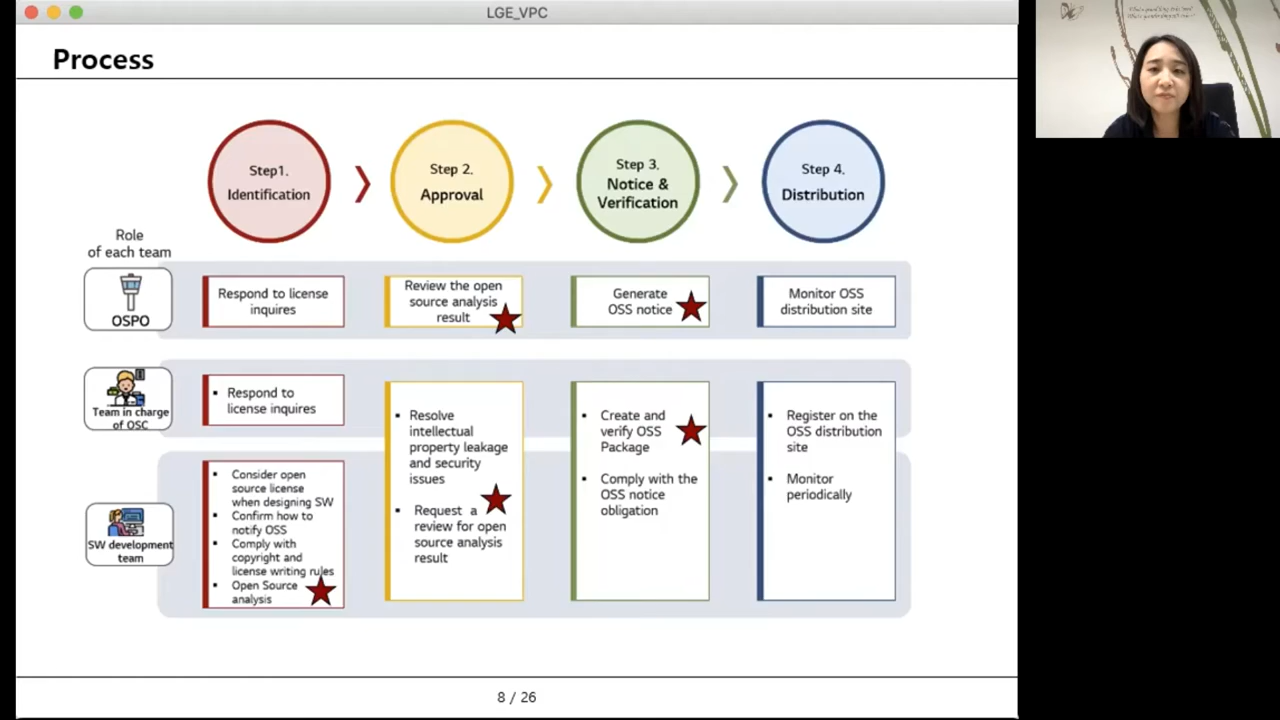 LGE_VPC
Process
Step1.
Identification
Step 2.
Approval
Step 3.
Notice &
Verification
Step 4.
Distribution
Role
of each team
OSPO
Respond to license
inquires
Review the open
source analysis
result
Generate
OSS notice
Monitor OSS
distribution site
Team in charge
of OSC
▪ Respond to
license inquires
SW development
team
▪ Consider open
source license
when designing SW
▪ Confirm how to
notify OSS
▪ Comply with
copyright and
license writing rules
▪ Open Source
analysis
▪ Resolve
intellectual
property leakage
and security
issues
▪ Request a
review for open
source analysis
result
▪ Create and
verify OSS
Package
▪ Comply with the
OSS notice
obligation
▪ Register on the
OSS distribution
site
▪ Monitor
periodically
8 / 26